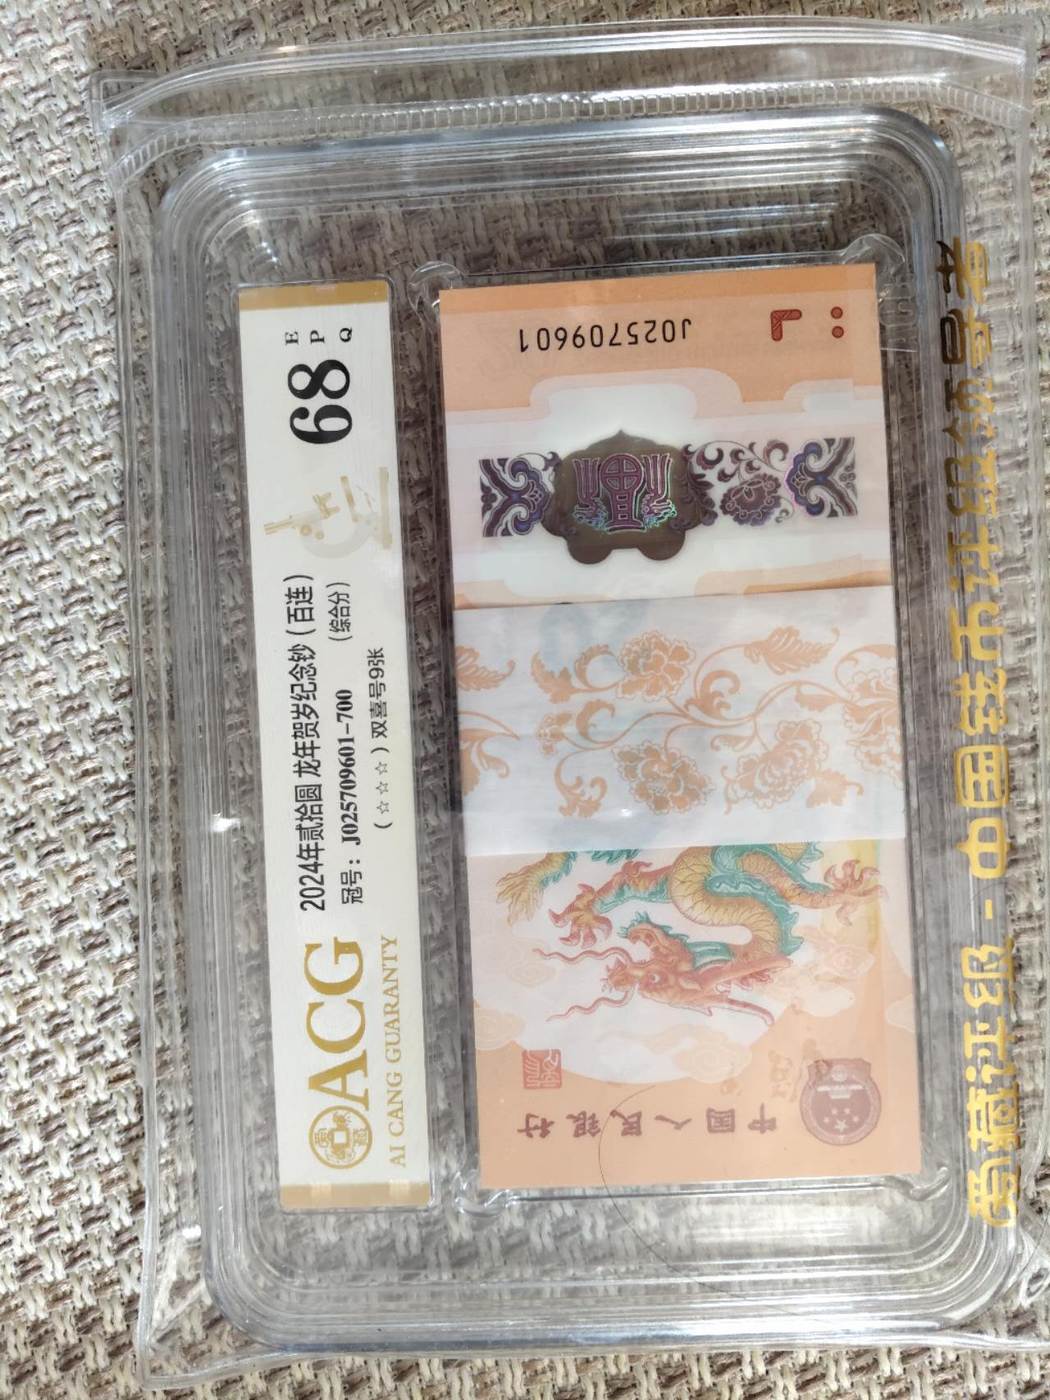 ACG
AI CANG GUARANTY
2024年贰拾圆 龙年贺岁纪念钞（百连）
冠号：J025709601-700
（综合分）
（☆☆☆）双喜号9张
68
E
P
Q
J025709601
中国人民银行
爱藏评级-中国钱币评级领导者